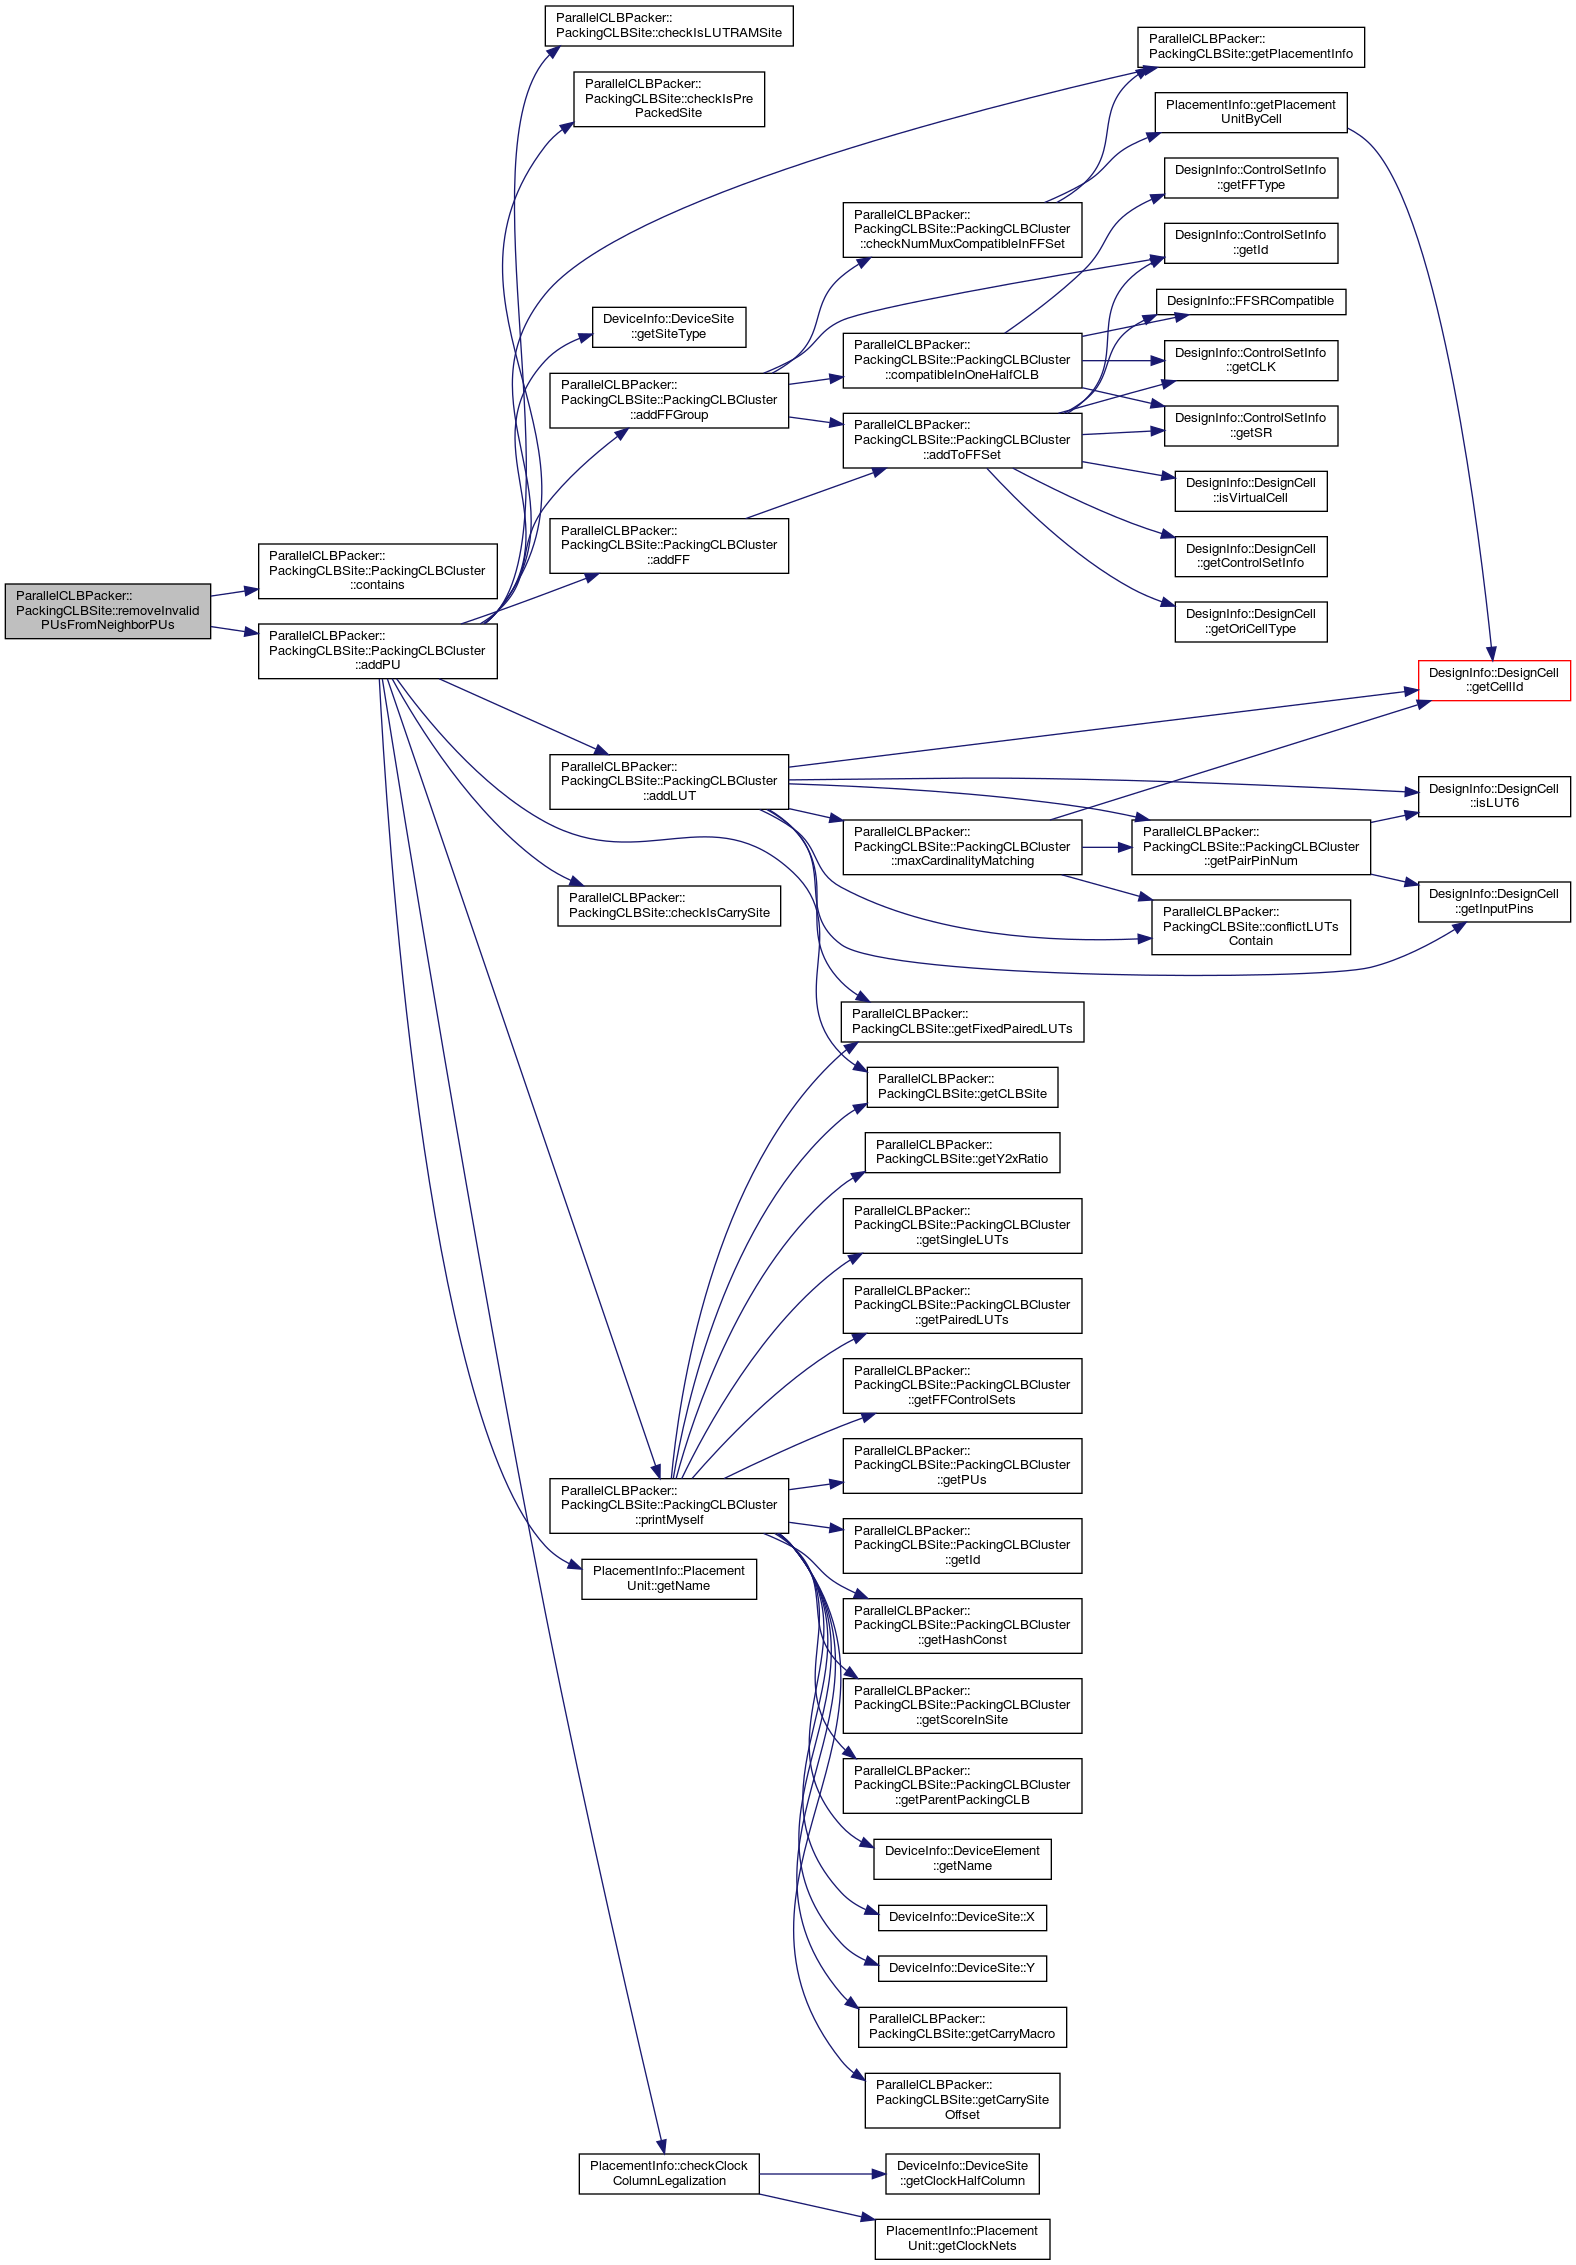 ParallelCLBPacker::
PackingCLBSite::removeInvalid
PUsFromNeighborPUs
ParallelCLBPacker::
PackingCLBSite::PackingCLBCluster
::contains
ParallelCLBPacker::
PackingCLBSite::PackingCLBCluster
::addPU
ParallelCLBPacker::
PackingCLBSite::checkIsLUTRAMSite
ParallelCLBPacker::
PackingCLBSite::checkIsPre
PackedSite
DeviceInfo::DeviceSite
::getSiteType
ParallelCLBPacker::
PackingCLBSite::PackingCLBCluster
::addFFGroup
ParallelCLBPacker::
PackingCLBSite::PackingCLBCluster
::addFF
ParallelCLBPacker::
PackingCLBSite::PackingCLBCluster
::addLUT
ParallelCLBPacker::
PackingCLBSite::checkIsCarrySite
ParallelCLBPacker::
PackingCLBSite::PackingCLBCluster
::printMyself
PlacementInfo::Placement
Unit::getName
PlacementInfo::checkClock
ColumnLegalization
ParallelCLBPacker::
PackingCLBSite::PackingCLBCluster
::checkNumMuxCompatibleInFFSet
ParallelCLBPacker::
PackingCLBSite::PackingCLBCluster
::compatibleInOneHalfCLB
ParallelCLBPacker::
PackingCLBSite::PackingCLBCluster
::addToFFSet
ParallelCLBPacker::
PackingCLBSite::PackingCLBCluster
::maxCardinalityMatching
ParallelCLBPacker::
PackingCLBSite::getFixedPairedLUTs
ParallelCLBPacker::
PackingCLBSite::getCLBSite
ParallelCLBPacker::
PackingCLBSite::getY2xRatio
ParallelCLBPacker::
PackingCLBSite::PackingCLBCluster
::getSingleLUTs
ParallelCLBPacker::
PackingCLBSite::PackingCLBCluster
::getPairedLUTs
ParallelCLBPacker::
PackingCLBSite::PackingCLBCluster
::getFFControlSets
ParallelCLBPacker::
PackingCLBSite::PackingCLBCluster
::getPUs
ParallelCLBPacker::
PackingCLBSite::PackingCLBCluster
::getId
ParallelCLBPacker::
PackingCLBSite::PackingCLBCluster
::getHashConst
ParallelCLBPacker::
PackingCLBSite::PackingCLBCluster
::getScoreInSite
ParallelCLBPacker::
PackingCLBSite::PackingCLBCluster
::getParentPackingCLB
DeviceInfo::DeviceElement
::getName
DeviceInfo::DeviceSite::X
DeviceInfo::DeviceSite::Y
ParallelCLBPacker::
PackingCLBSite::getCarryMacro
ParallelCLBPacker::
PackingCLBSite::getCarrySite
Offset
DeviceInfo::DeviceSite
::getClockHalfColumn
PlacementInfo::Placement
Unit::getClockNets
ParallelCLBPacker::
PackingCLBSite::getPlacementInfo
PlacementInfo::getPlacement
UnitByCell
DesignInfo::ControlSetInfo
::getFFType
DesignInfo::ControlSetInfo
::getId
DesignInfo::FFSRCompatible
DesignInfo::ControlSetInfo
::getCLK
DesignInfo::ControlSetInfo
::getSR
DesignInfo::DesignCell
::isVirtualCell
DesignInfo::DesignCell
::getControlSetInfo
DesignInfo::DesignCell
::getOriCellType
ParallelCLBPacker::
PackingCLBSite::PackingCLBCluster
::getPairPinNum
ParallelCLBPacker::
PackingCLBSite::conflictLUTs
Contain
DesignInfo::DesignCell
::getCellId
DesignInfo::DesignCell
::isLUT6
DesignInfo::DesignCell
::getInputPins